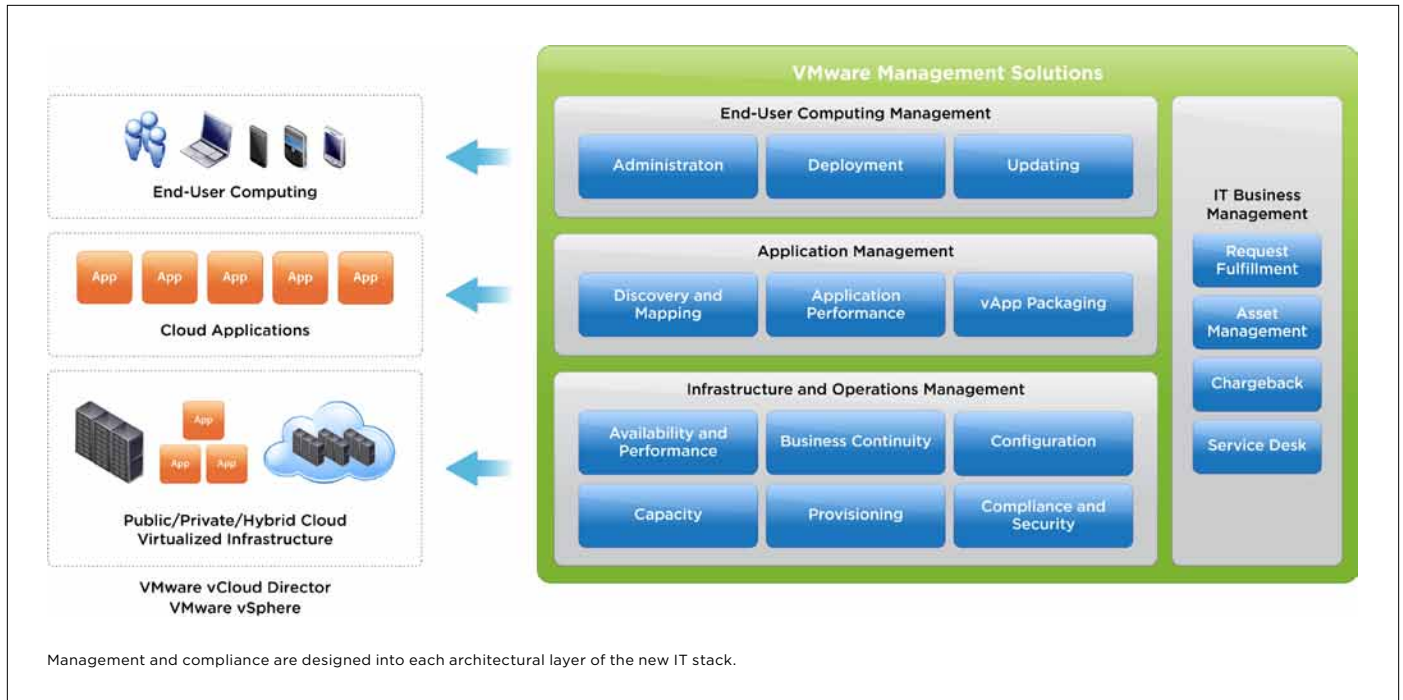 VMware Management Solutions
End-User Computing
App
App
App
App
App
Cloud Applications
App
App
App
Public/Private/Hybrid Cloud
Virtualized Infrastructure
VMware vCloud Director
VMware vSphere
End-User Computing Management
Administraton
Deployment
Updating
Application Management
Discovery and
Mapping
Application
Performance
vApp Packaging
Infrastructure and Operations Management
Availability and
Performance
Business Continuity
Configuration
Capacity
Provisioning
Compliance and
Security
IT Business
Management
Request
Fulfillment
Asset
Management
Chargeback
Service Desk
Management and compliance are designed into each architectural layer of the new IT stack.